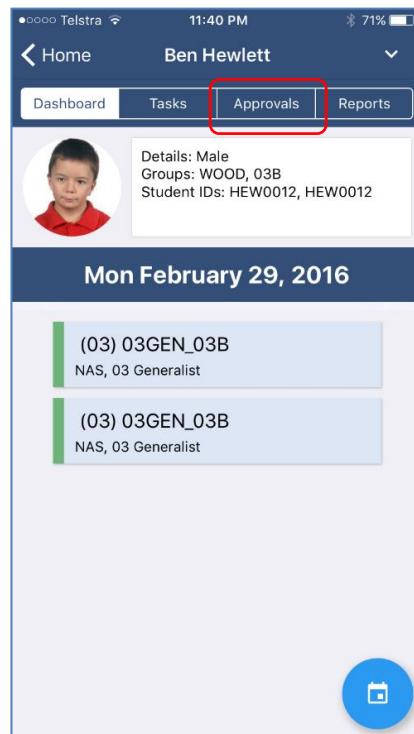 ●○○○○ Telstra 11:40 PM 71%
Home Ben Hewlett
Dashboard Tasks Approvals Reports
Details: Male
Groups: WOOD, 03B
Student IDs: HEW0012, HEW0012
Mon February 29, 2016
(03) 03GEN_03B
NAS, 03 Generalist
(03) 03GEN_03B
NAS, 03 Generalist